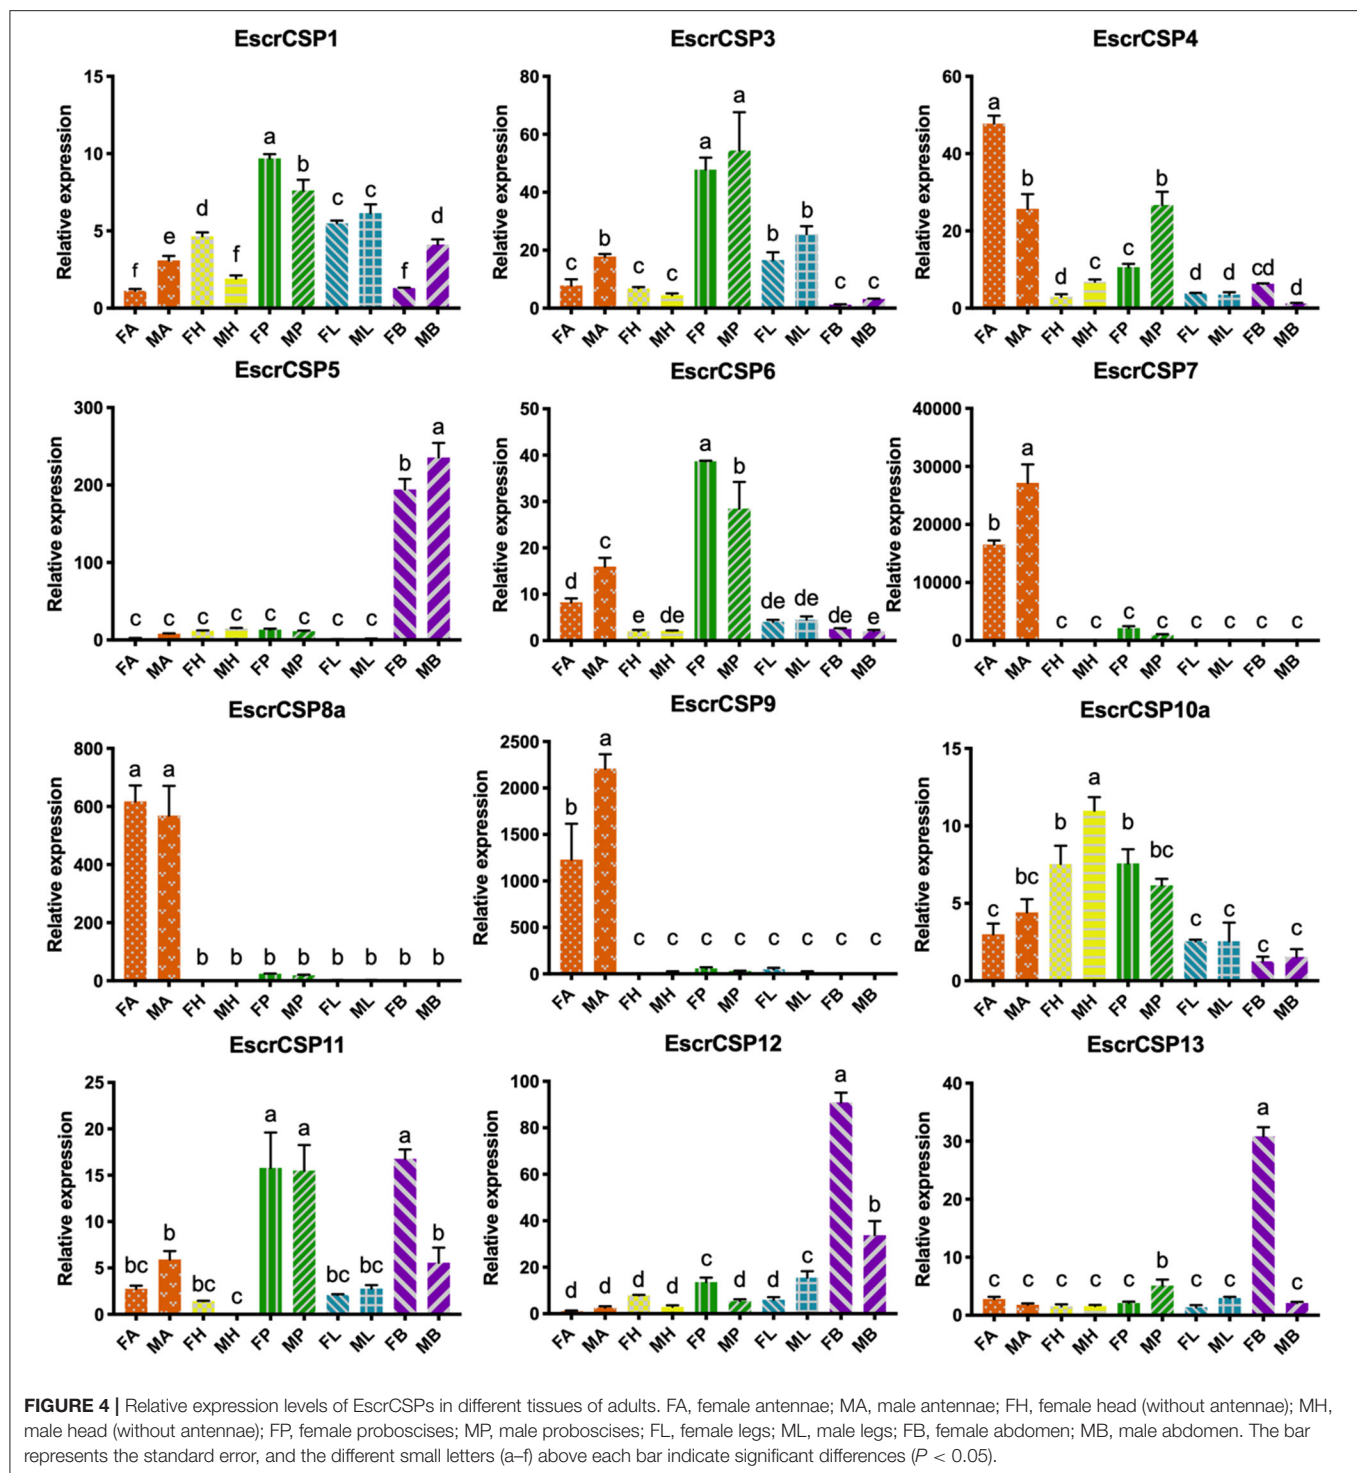 EscrCSP1
EscrCSP3
EscrCSP4
Relative expression
15
10
5
0
f e d f a b c c f d
FA MA FH MH FP MP FL ML FB MB
Relative expression
80
60
40
20
0
c b c c a a b b c c
FA MA FH MH FP MP FL ML FB MB
Relative expression
60
40
20
0
a b d c c b d d cd d
FA MA FH MH FP MP FL ML FB MB
EscrCSP5
EscrCSP6
EscrCSP7
Relative expression
300
200
100
0
c c c c c c c c b a
FA MA FH MH FP MP FL ML FB MB
Relative expression
50
40
30
20
10
0
d c e de a b de de de e
FA MA FH MH FP MP FL ML FB MB
Relative expression
40000
30000
20000
10000
0
b a c c c c c c c c
FA MA FH MH FP MP FL ML FB MB
EscrCSP8a
EscrCSP9
EscrCSP10a
Relative expression
800
600
400
200
0
a a b b b b b b b b
FA MA FH MH FP MP FL ML FB MB
Relative expression
2500
2000
1500
1000
500
0
b a c c c c c c c c
FA MA FH MH FP MP FL ML FB MB
Relative expression
15
10
5
0
c bc b a b bc c c c c
FA MA FH MH FP MP FL ML FB MB
EscrCSP11
EscrCSP12
EscrCSP13
Relative expression
25
20
15
10
5
0
bc b bc c a a bc bc a b
FA MA FH MH FP MP FL ML FB MB
Relative expression
100
80
60
40
20
0
d d d d c d d c a b
FA MA FH MH FP MP FL ML FB MB
Relative expression
40
30
20
10
0
c c c c c b c c a c
FA MA FH MH FP MP FL ML FB MB
FIGURE 4 | Relative expression levels of EscrCSPs in different tissues of adults. FA, female antennae; MA, male antennae; FH, female head (without antennae); MH,
male head (without antennae); FP, female proboscises; MP, male proboscises; FL, female legs; ML, male legs; FB, female abdomen; MB, male abdomen. The bar
represents the standard error, and the different small letters (a–f) above each bar indicate significant differences (P < 0.05).